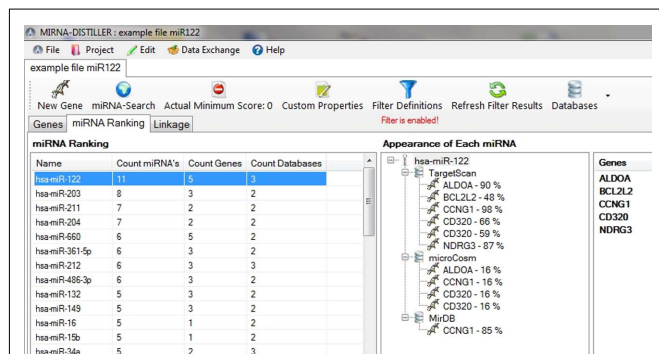 MIRNA-DISTILLER : example file miR122
File Project Edit Data Exchange Help
example file miR122
New Gene miRNA-Search Actual Minimum Score: 0 Custom Properties Filter Definitions Refresh Filter Results Databases
Genes miRNA Ranking Linkage
Filter is enabled!
miRNA Ranking
Name Count miRNA's Count Genes Count Databases
hsa-miR-122 11 5 3
hsa-miR-203 8 3 2
hsa-miR-211 7 2 2
hsa-miR-204 7 2 2
hsa-miR-660 6 5 2
hsa-miR-361-5p 6 3 2
hsa-miR-212 6 3 3
hsa-miR-486-3p 6 3 2
hsa-miR-132 5 3 2
hsa-miR-149 5 3 2
hsa-miR-16 5 1 2
hsa-miR-15b 5 1 2
hsa-miR-34a 5 2 3
Appearance of Each miRNA
hsa-miR-122
TargetScan
ALDOA - 90 %
BCL2L2 - 48 %
CCNG1 - 98 %
CD320 - 66 %
CD320 - 59 %
NDRG3 - 87 %
microCosm
ALDOA - 16 %
CCNG1 - 16 %
CD320 - 16 %
CD320 - 16 %
MirDB
CCNG1 - 85 %
Genes
ALDOA
BCL2L2
CCNG1
CD320
NDRG3